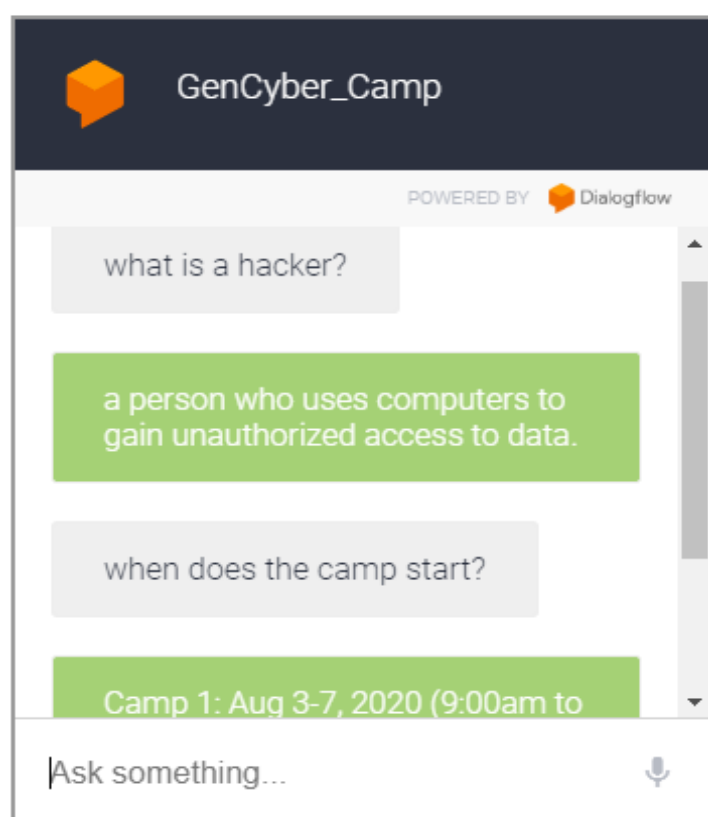 GenCyber_Camp
POWERED BY Dialogflow
what is a hacker?
a person who uses computers to
gain unauthorized access to data.
when does the camp start?
Camp 1: Aug 3-7, 2020 (9:00am to
Ask something...